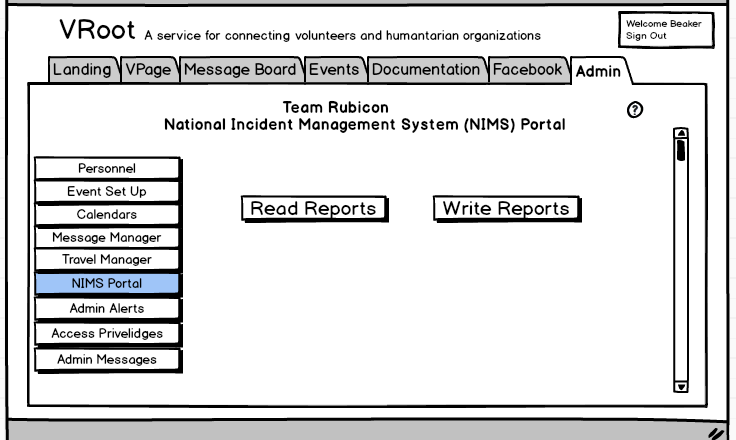 VRoot A service for connecting volunteers and humantarian organizations
Welcome Beaker
Sign Out
Landing VPage Message Board Events Documentation Facebook Admin
Team Rubicon
National Incident Management System (NIMS) Portal
?
Personnel
Event Set Up
Calendars
Message Manager
Travel Manager
NIMS Portal
Admin Alerts
Access Privelidges
Admin Messages
Read Reports Write Reports